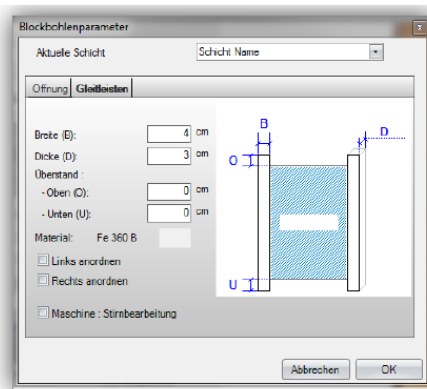 Blockbohlenparameter
Aktuelle Schicht
Schicht Name
Öffnung
Gleitleisten
Breite (B): 4 cm
Dicke (D): 3 cm
Überstand :
- Oben (O): 0 cm
- Unten (U): 0 cm
Material: Fe 360 B
Links anordnen
Rechts anordnen
Maschine : Stirnbearbeitung
B
D
O
U
Abbrechen
OK